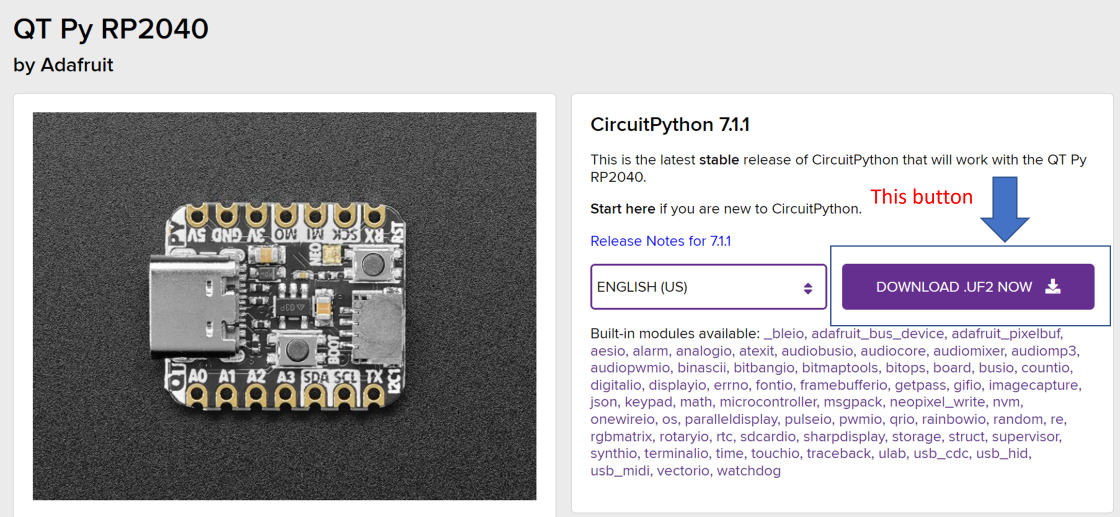 QT Py RP2040
by Adafruit
5V GND 3V MO MI SCK RX
QT PY
NEO
RST
03P
BOOT
A0 A1 A2 A3 SDA SCL TX
I2C1
CircuitPython 7.1.1
This is the latest stable release of CircuitPython that will work with the QT Py
RP2040.
This button
Start here if you are new to CircuitPython.
Release Notes for 7.1.1
ENGLISH (US)
DOWNLOAD .UF2 NOW
Built-in modules available: _bleio, adafruit_bus_device, adafruit_pixelbuf,
aesio, alarm, analogio, atexit, audiobusio, audiocore, audiomixer, audiomp3,
audiopwmio, binascii, bitbangio, bitmaptools, bitops, board, busio, countio,
digitalio, displayio, errno, fontio, framebufferio, getpass, gifio, imagecapture,
json, keypad, math, microcontroller, msgpack, neopixel_write, nvm,
onewireio, os, paralleldisplay, pulseio, pwmio, qrio, rainbowio, random, re,
rgbmatrix, rotaryio, rtc, sdcardio, sharpdisplay, storage, struct, supervisor,
synthio, terminalio, time, touchio, traceback, ulab, usb_cdc, usb_hid,
usb_midi, vectorio, watchdog